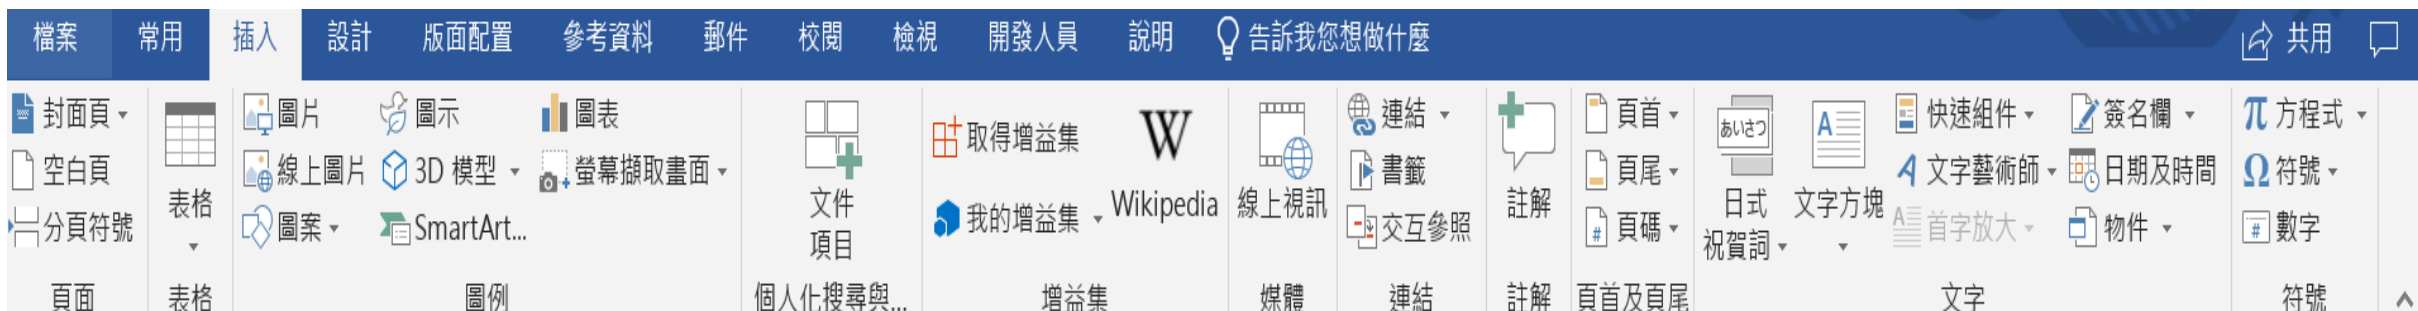 檔案 常用 插入 設計 版面配置 參考資料 郵件 校閱 檢視 開發人員 說明 告訴我您想做什麼 共用
封面頁
空白頁
分頁符號
頁面
表格
表格
圖片
線上圖片
圖案
圖示
3D 模型
SmartArt...
圖表
螢幕擷取畫面
圖例
文件
項目
個人化搜尋與...
取得增益集
我的增益集
W
Wikipedia
增益集
線上視訊
媒體
連結
書籤
交互參照
連結
註解
註解
頁首
頁尾
# 頁碼
頁首及頁尾
あいさつ
日式
祝賀詞
A
文字方塊
快速組件
A 文字藝術師
A 首字放大
簽名欄
日期及時間
物件
文字
π 方程式
Ω 符號
# 數字
符號